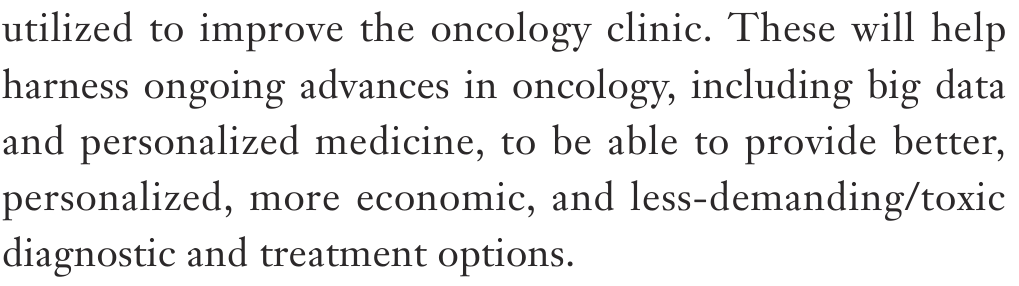 utilized to improve the oncology clinic. These will help
harness ongoing advances in oncology, including big data
and personalized medicine, to be able to provide better,
personalized, more economic, and less-demanding/toxic
diagnostic and treatment options.